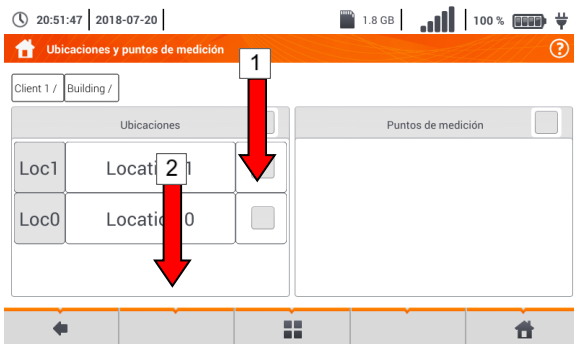 20:51:47 2018-07-20 1.8 GB 100 %
Ubicaciones y puntos de medición ?
1
Client 1 / Building /
Ubicaciones Puntos de medición
Loc1 Locati 1
2
Loc0 Locatio 0